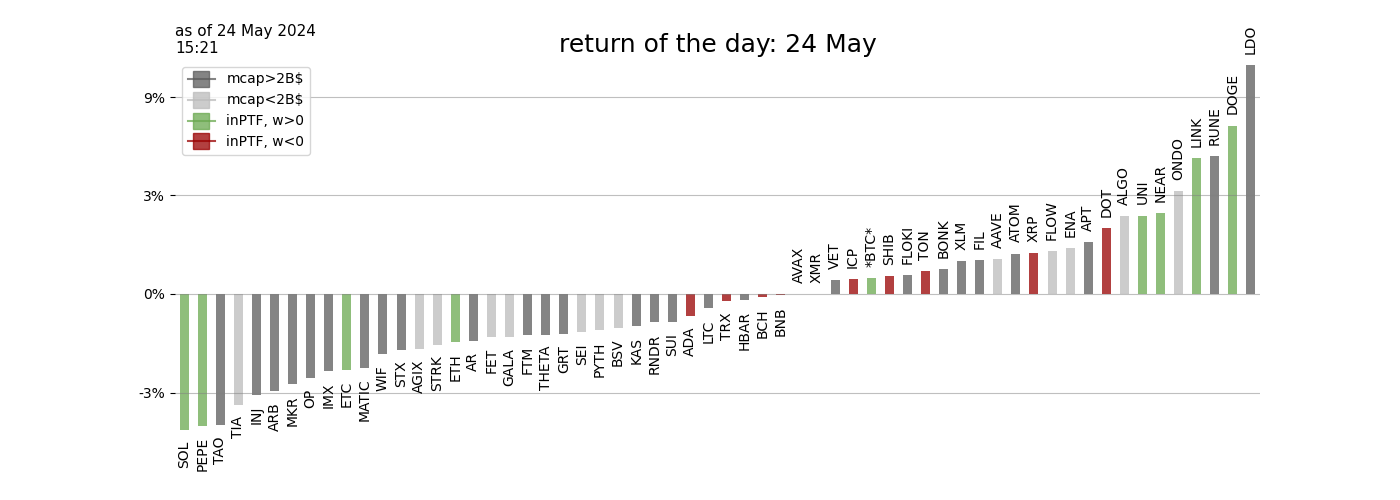 as of 24 May 2024
15:21
return of the day: 24 May
mcap>2B$
mcap<2B$
inPTF, w>0
inPTF, w<0
9%
3%
0%
-3%
SOL
PEPE
TAO
TIA
INJ
ARB
MKR
OP
IMX
ETC
MATIC
WIF
STX
AGIX
STRK
ETH
AR
FET
GALA
FTM
THETA
GRT
SEI
PYTH
BSV
KAS
RNDR
SUI
ADA
LTC
TRX
HBAR
BCH
BNB
AVAX
XMR
VET
ICP
*BTC*
SHIB
FLOKI
TON
BONK
XLM
FIL
AAVE
ATOM
XRP
FLOW
ENA
APT
DOT
ALGO
UNI
NEAR
ONDO
LINK
RUNE
DOGE
LDO